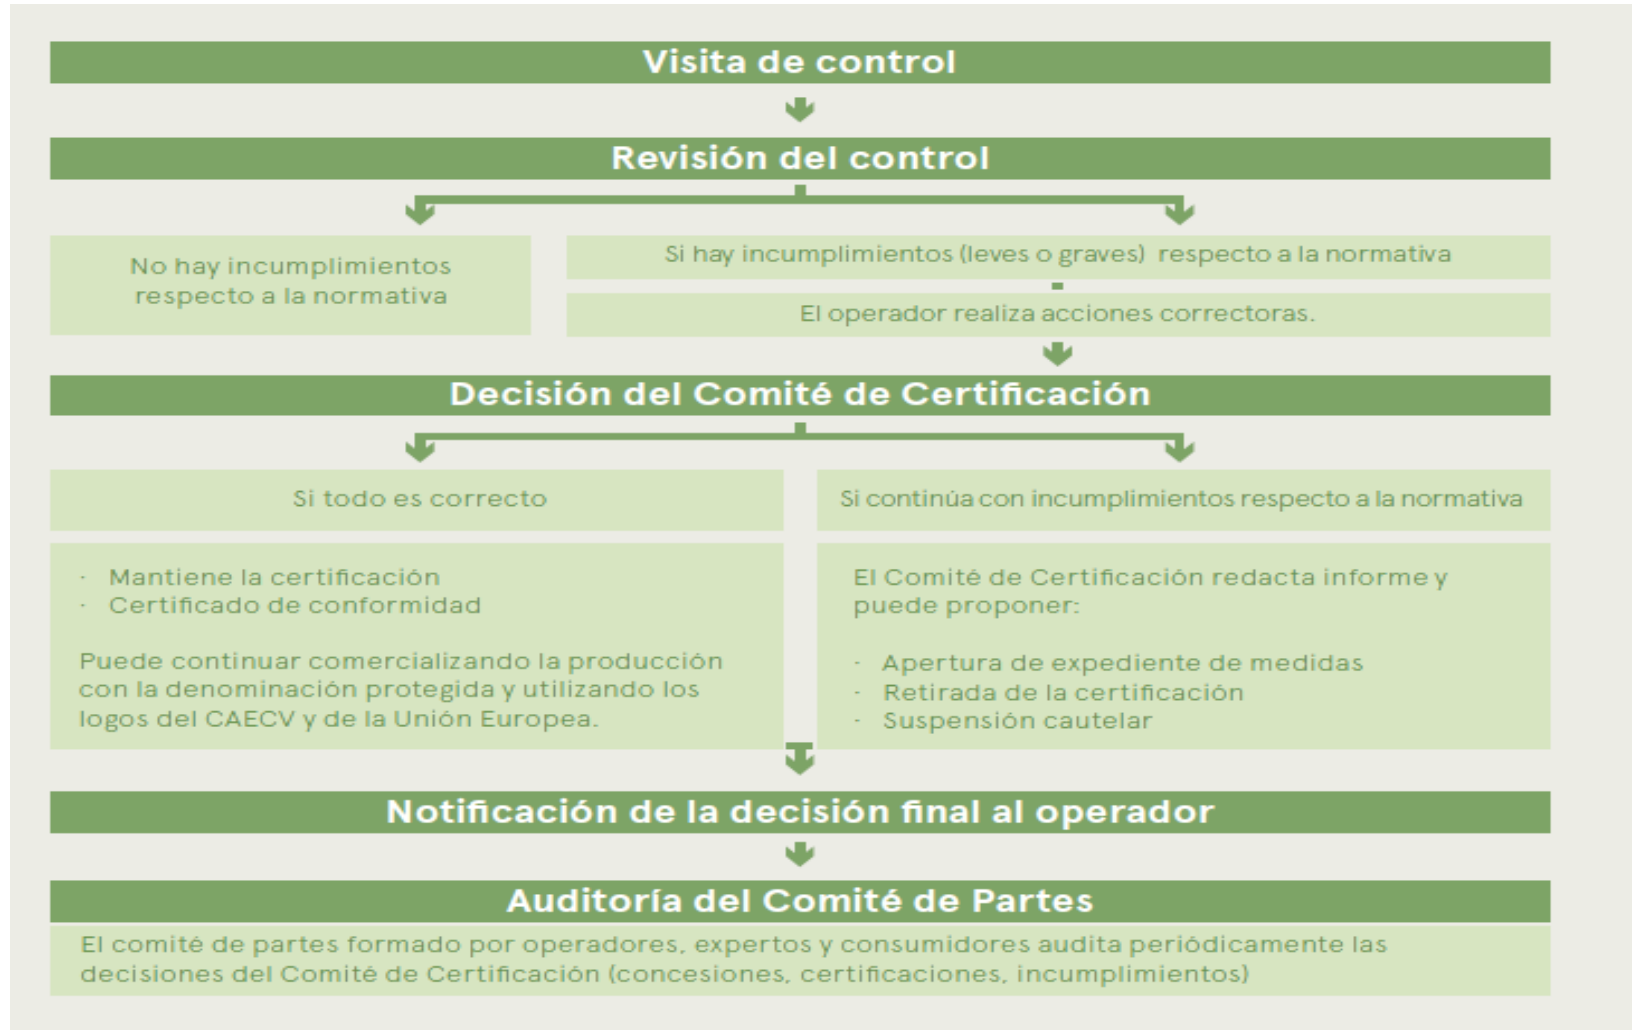 Visita de control
Revisión del control
No hay incumplimientos
respecto a la normativa
Si hay incumplimientos (leves o graves) respecto a la normativa
El operador realiza acciones correctoras.
Decisión del Comité de Certificación
Si todo es correcto
· Mantiene la certificación
· Certificado de conformidad
Puede continuar comercializando la producción
con la denominación protegida y utilizando los
logos del CAECV y de la Unión Europea.
Si continúa con incumplimientos respecto a la normativa
El Comité de Certificación redacta informe y
puede proponer:
· Apertura de expediente de medidas
· Retirada de la certificación
· Suspensión cautelar
Notificación de la decisión final al operador
Auditoría del Comité de Partes
El comité de partes formado por operadores, expertos y consumidores audita periódicamente las
decisiones del Comité de Certificación (concesiones, certificaciones, incumplimientos)